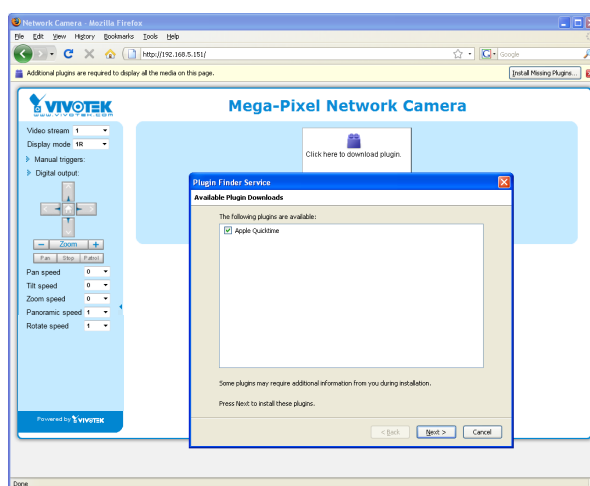 Network Camera - Mozilla Firefox
File Edit View History Bookmarks Tools Help
http://192.168.5.151/
Google
Additional plugins are required to display all the media on this page.
Install Missing Plugins...
VIVOTEK
www.vivotek.com
Mega-Pixel Network Camera
Video stream 1
Display mode 1R
Manual triggers:
Digital output:
Click here to download plugin.
Zoom
Pan Stop Patrol
Pan speed 0
Tilt speed 0
Zoom speed 0
Panoramic speed 1
Rotate speed 1
Powered by VIVOTEK
Plugin Finder Service
Available Plugin Downloads
The following plugins are available:
Apple Quicktime
Some plugins may require additional information from you during installation.
Press Next to install these plugins.
< Back Next > Cancel
Done